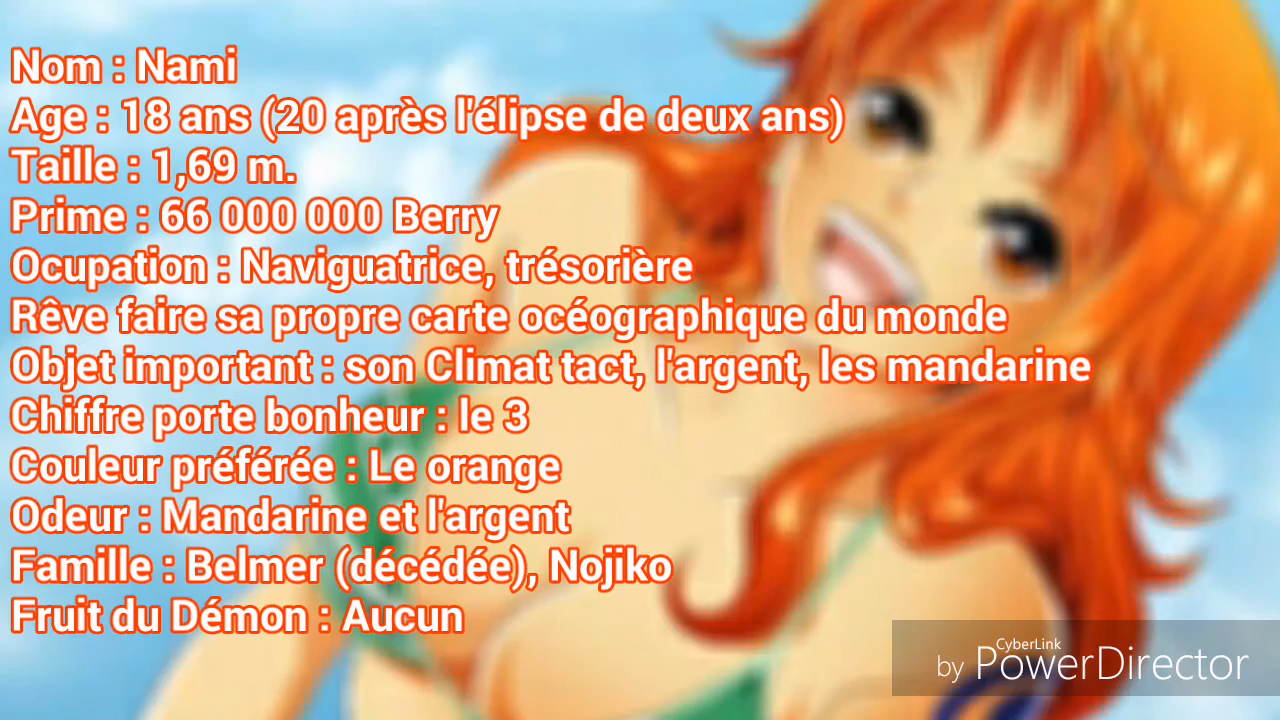 Nom : Nami
Age : 18 ans (20 après l'élipse de deux ans)
Taille : 1,69 m.
Prime : 66 000 000 Berry
Ocupation : Naviguatrice, trésorière
Rêve faire sa propre carte océographique du monde
Objet important : son Climat tact, l'argent, les mandarine
Chiffre porte bonheur : le 3
Couleur préférée : Le orange
Odeur : Mandarine et l'argent
Famille : Belmer (décédée), Nojiko
Fruit du Démon : Aucun
CyberLink
by PowerDirector